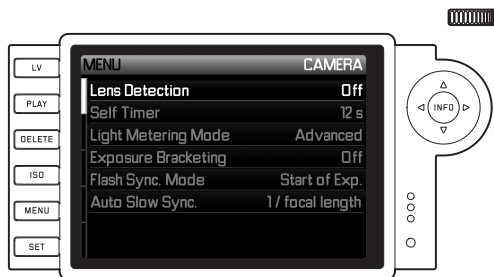 LV
PLAY
DELETE
ISO
MENU
SET
MENU CAMERA
Lens Detection Off
Self Timer 12 s
Light Metering Mode Advanced
Exposure Bracketing Off
Flash Sync. Mode Start of Exp.
Auto Slow Sync. 1 / focal length
INFO